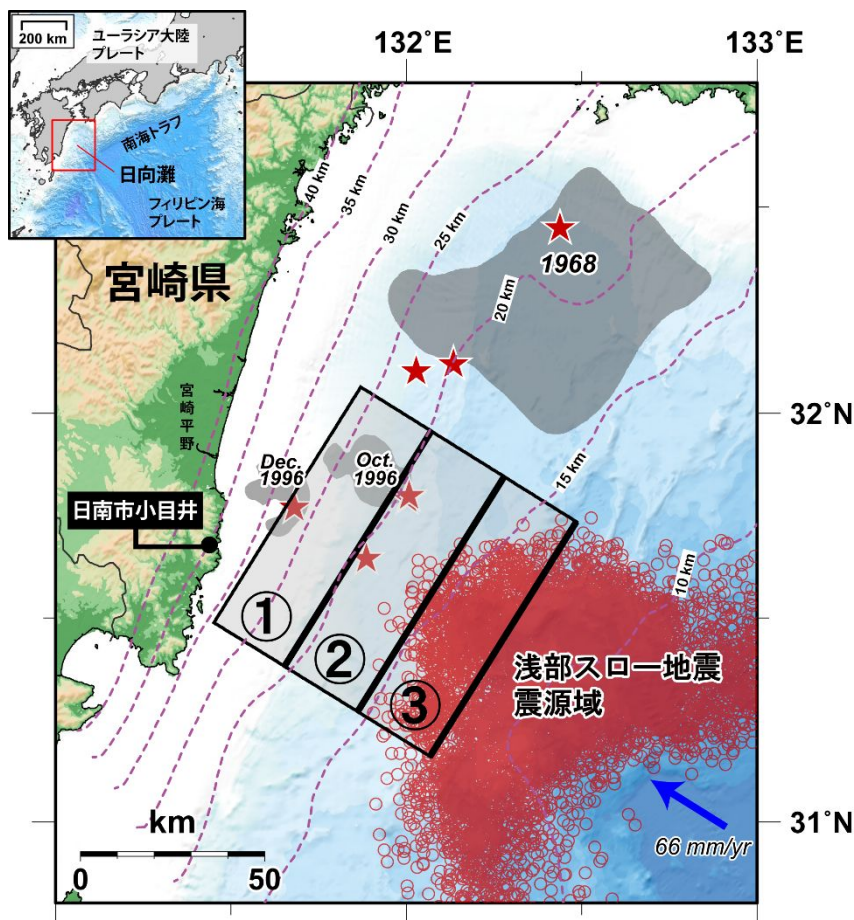 200 km
ユーラシア大陸
プレート
南海トラフ
日向灘
フィリピン海
プレート
132˚E
133˚E
40 km
35 km
30 km
25 km
宮崎県
1968
20 km
宮崎平野
32˚N
Dec.
1996
Oct.
1996
15 km
日南市小目井
10 km
①
②
③
浅部スロー地震
震源域
66 mm/yr
31˚N
km
0
50